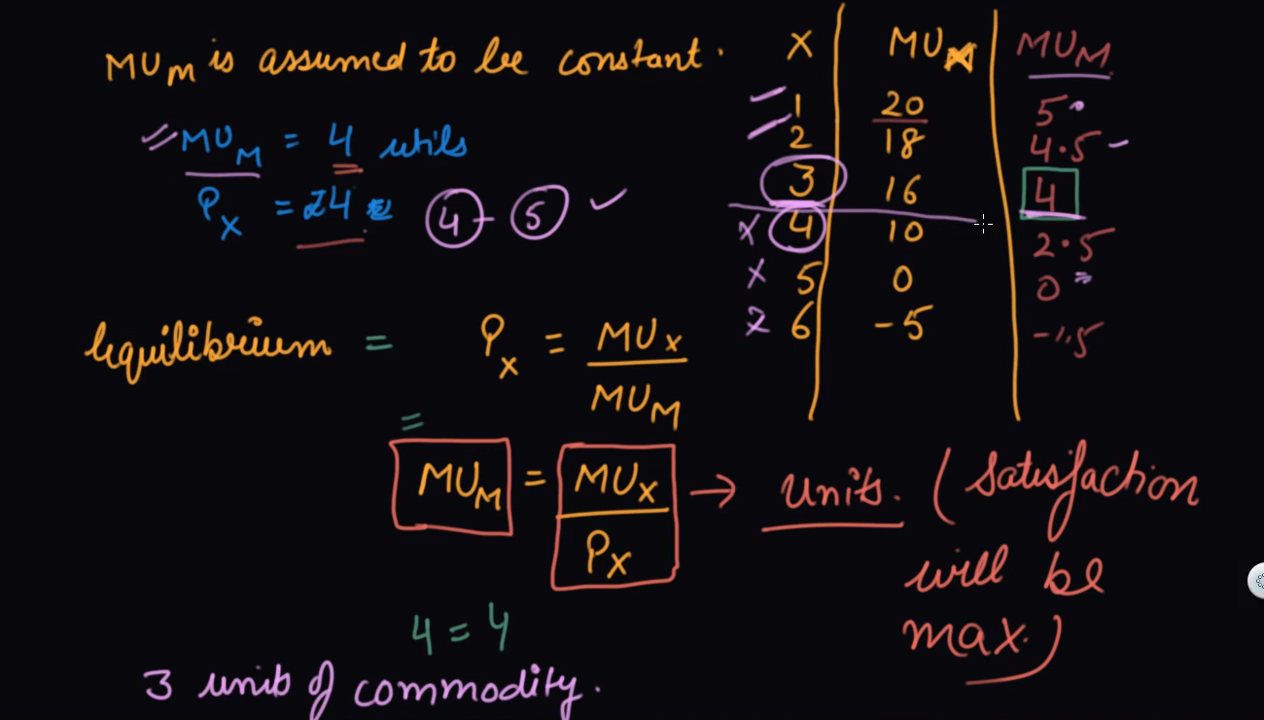 MUM is assumed to be constant.
MUM = 4 utils
PX = ₹4
4 - 5
X MUX MUM
1 20 5
2 18 4.5
3 16 4
4 10 2.5
5 0 0
6 -5 -1.5
Equilibrium = PX = MUX / MUM
=
MUM = MUX / PX → Units. (Satisfaction
will be
max.)
4 = 4
3 unit of commodity.